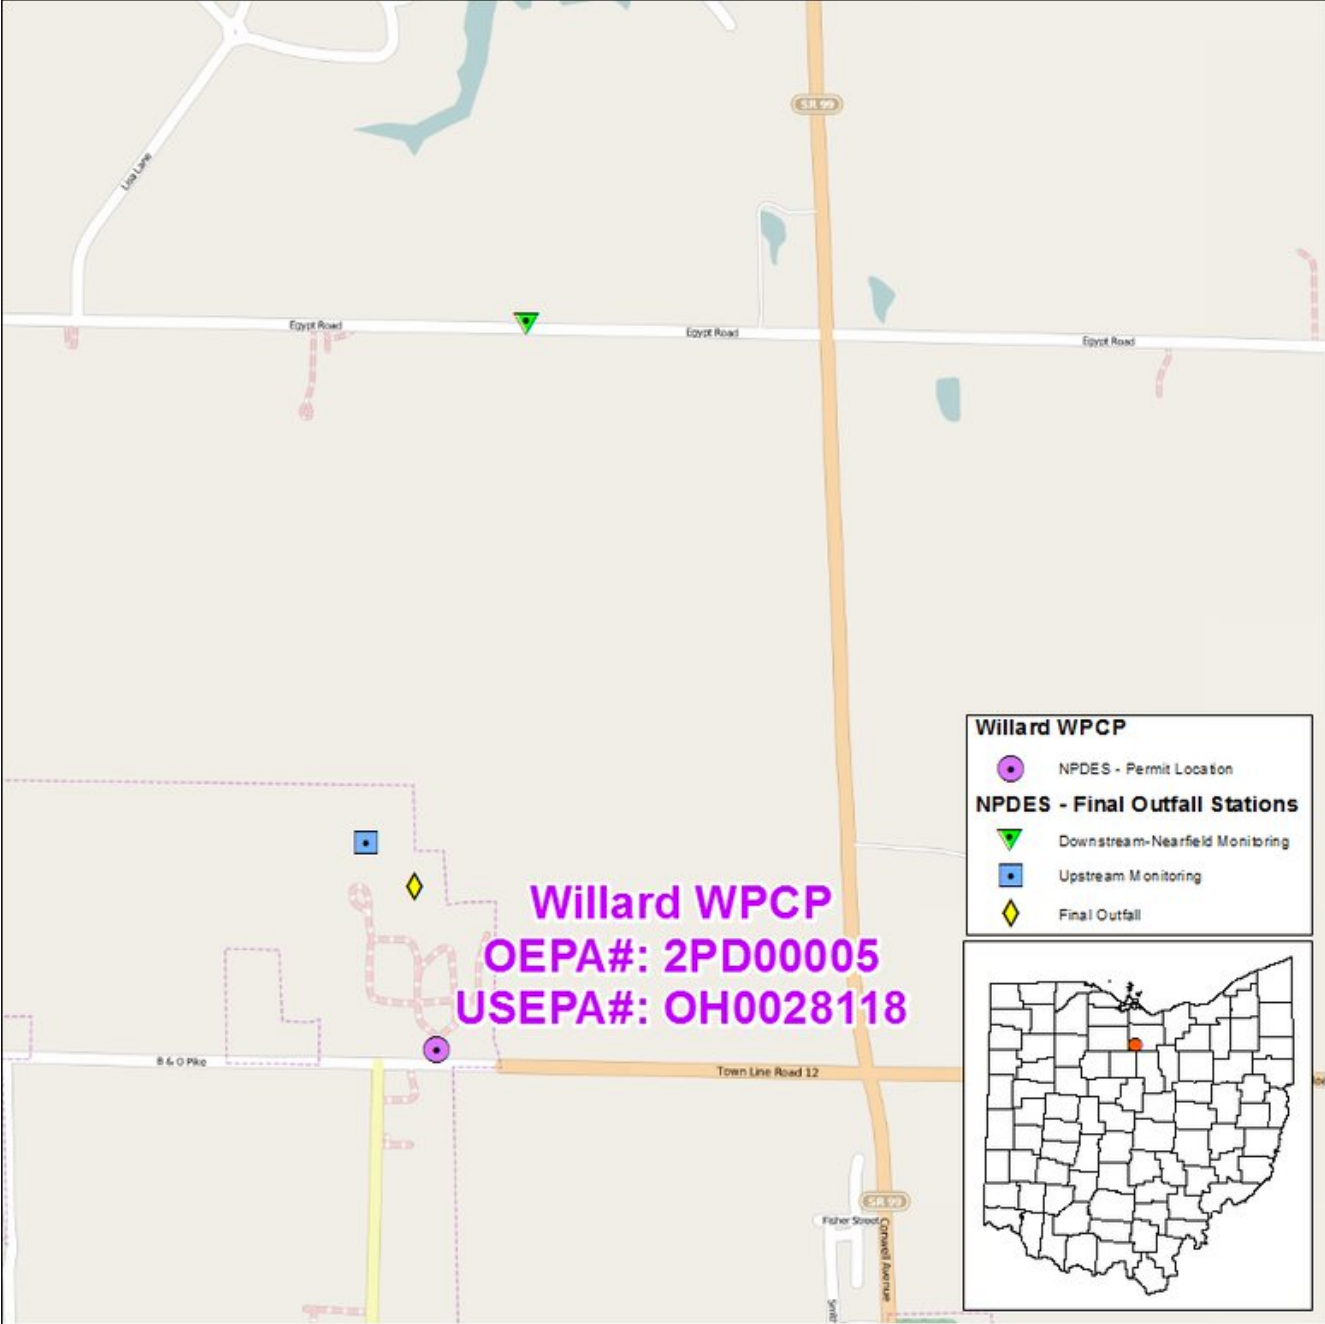 SR 99
Lisa Lane
Egypt Road
Egypt Road
Egypt Road
Willard WPCP
NPDES - Permit Location
NPDES - Final Outfall Stations
Downstream-Nearfield Monitoring
Upstream Monitoring
Final Outfall
Willard WPCP
OEPA#: 2PD00005
USEPA#: OH0028118
B & O Pike
Town Line Road 12
SR 99
Fisher Street
Conwell Avenue